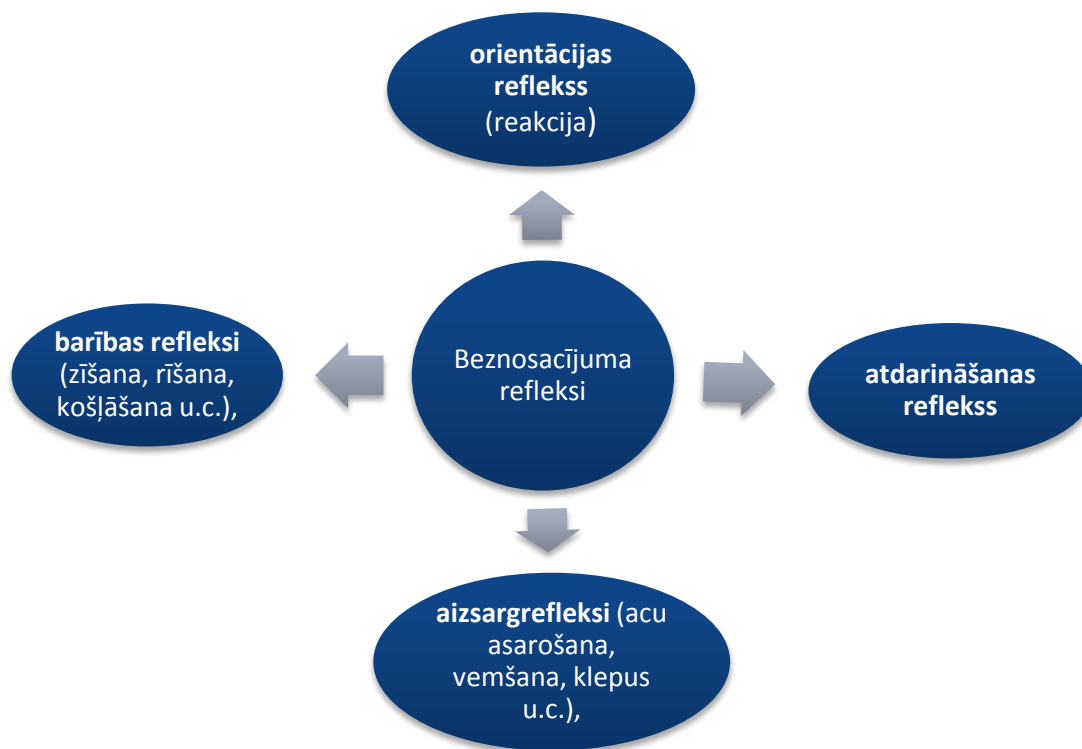 orientācijas
reflekss
(reakcija)
barības refleksi
(zīšana, rīšana,
košļāšana u.c.),
Beznosacījuma
refleksi
atdarināšanas
reflekss
aizsargrefleksi (acu
asarošana,
vemšana, klepus
u.c.),